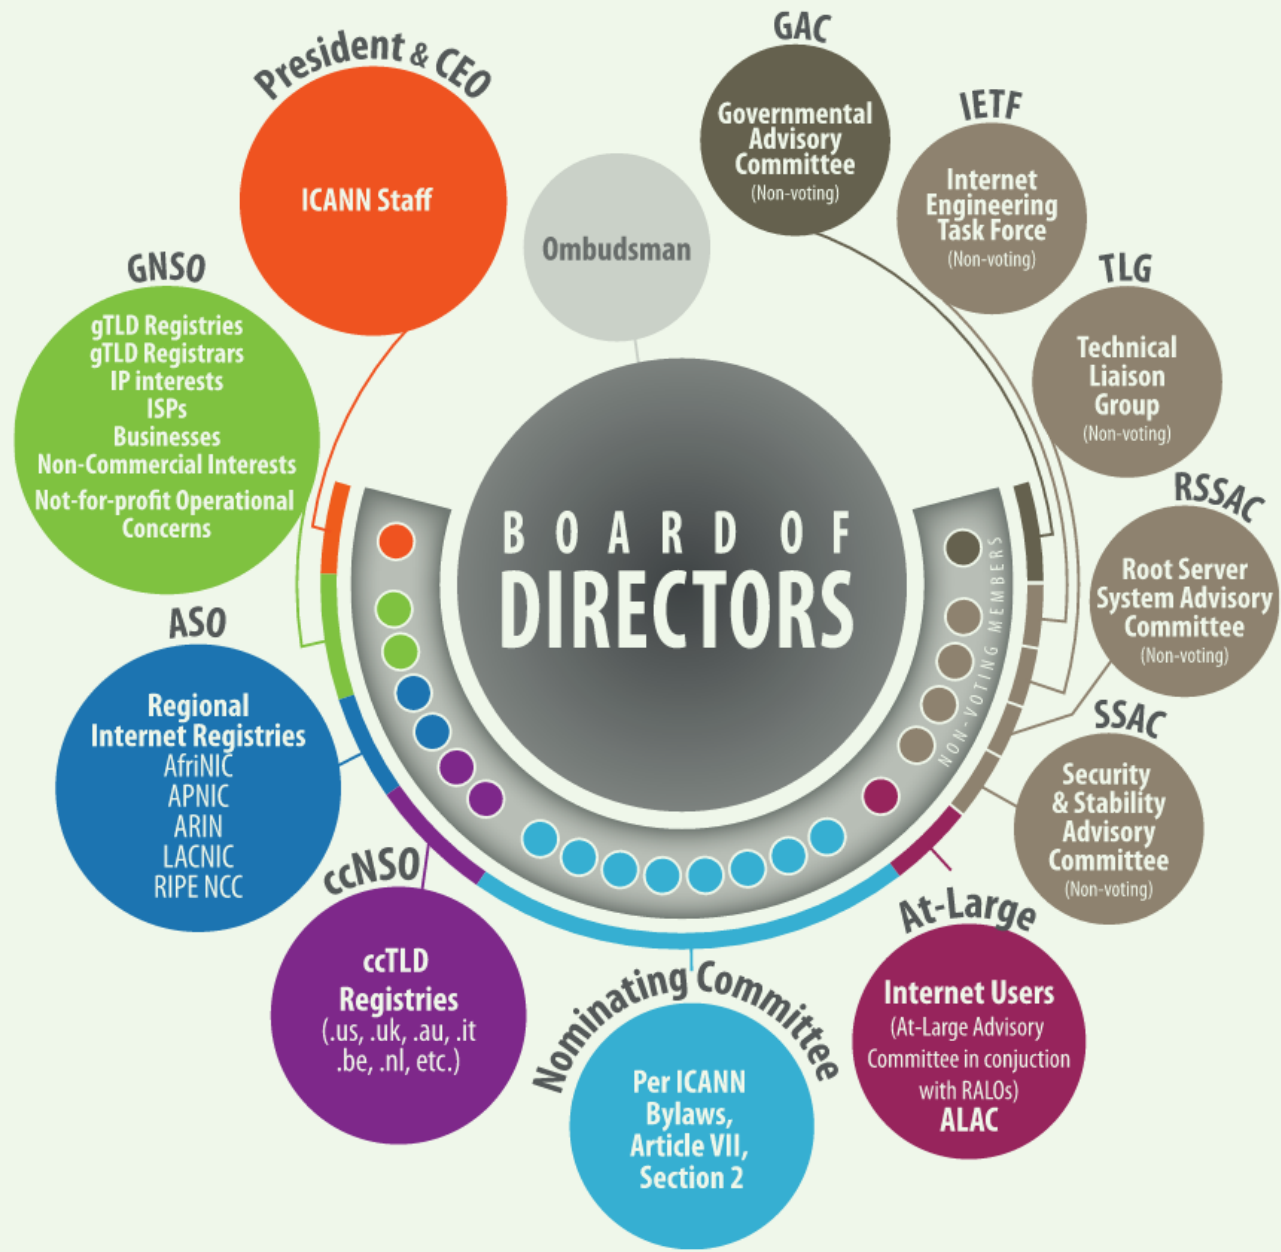 President & CEO
ICANN Staff
GAC
Governmental
Advisory
Committee
(Non-voting)
IETF
Internet
Engineering
Task Force
(Non-voting)
Ombudsman
TLG
Technical
Liaison
Group
(Non-voting)
GNSO
gTLD Registries
gTLD Registrars
IP interests
ISPs
Businesses
Non-Commercial Interests
Not-for-profit Operational
Concerns
BOARD OF
DIRECTORS
NON-VOTING MEMBERS
RSSAC
Root Server
System Advisory
Committee
(Non-voting)
ASO
Regional
Internet Registries
AfriNIC
APNIC
ARIN
LACNIC
RIPE NCC
SSAC
Security
& Stability
Advisory
Committee
(Non-voting)
ccNSO
ccTLD
Registries
(.us, .uk, .au, .it
.be, .nl, etc.)
Nominating Committee
Per ICANN
Bylaws,
Article VII,
Section 2
At-Large
Internet Users
(At-Large Advisory
Committee in conjuction
with RALOs)
ALAC